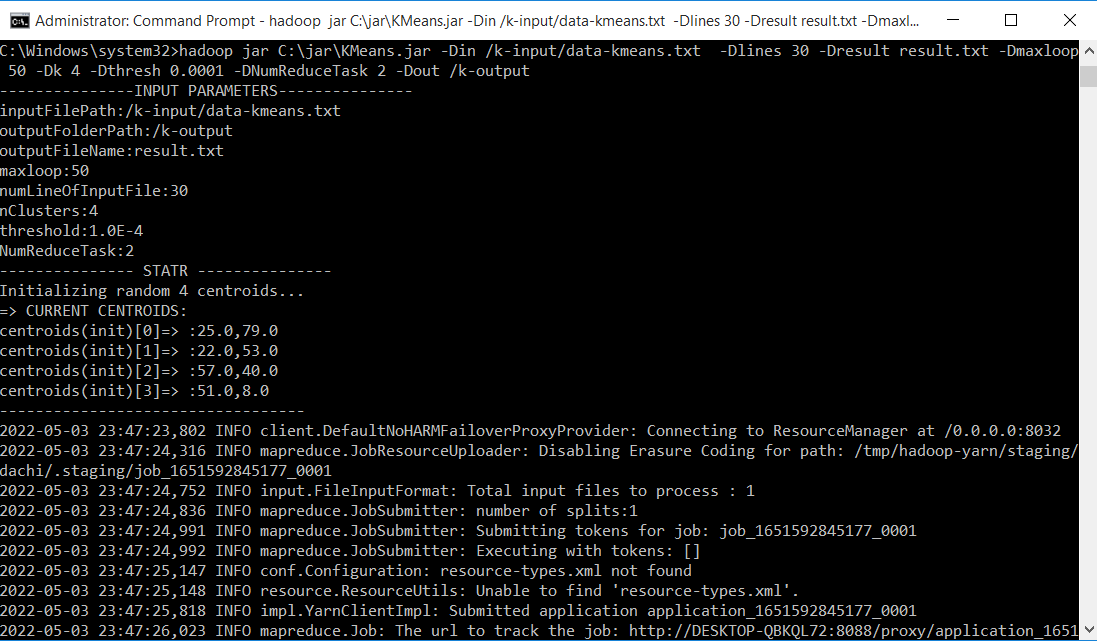 Administrator: Command Prompt - hadoop  jar C:\jar\KMeans.jar -Din /k-input/data-kmeans.txt  -Dlines 30 -Dresult result.txt -Dmaxl...
C:\Windows\system32>hadoop jar C:\jar\KMeans.jar -Din /k-input/data-kmeans.txt  -Dlines 30 -Dresult result.txt -Dmaxloop
 50 -Dk 4 -Dthresh 0.0001 -DNumReduceTask 2 -Dout /k-output
---------------INPUT PARAMETERS---------------
inputFilePath:/k-input/data-kmeans.txt
outputFolderPath:/k-output
outputFileName:result.txt
maxloop:50
numLineOfInputFile:30
nClusters:4
threshold:1.0E-4
NumReduceTask:2
--------------- STATR ---------------
Initializing random 4 centroids...
=> CURRENT CENTROIDS:
centroids(init)[0]=> :25.0,79.0
centroids(init)[1]=> :22.0,53.0
centroids(init)[2]=> :57.0,40.0
centroids(init)[3]=> :51.0,8.0
----------------------------------
2022-05-03 23:47:23,802 INFO client.DefaultNoHARMFailoverProxyProvider: Connecting to ResourceManager at /0.0.0.0:8032
2022-05-03 23:47:24,316 INFO mapreduce.JobResourceUploader: Disabling Erasure Coding for path: /tmp/hadoop-yarn/staging/
dachi/.staging/job_1651592845177_0001
2022-05-03 23:47:24,752 INFO input.FileInputFormat: Total input files to process : 1
2022-05-03 23:47:24,836 INFO mapreduce.JobSubmitter: number of splits:1
2022-05-03 23:47:24,991 INFO mapreduce.JobSubmitter: Submitting tokens for job: job_1651592845177_0001
2022-05-03 23:47:24,992 INFO mapreduce.JobSubmitter: Executing with tokens: []
2022-05-03 23:47:25,147 INFO conf.Configuration: resource-types.xml not found
2022-05-03 23:47:25,148 INFO resource.ResourceUtils: Unable to find 'resource-types.xml'.
2022-05-03 23:47:25,818 INFO impl.YarnClientImpl: Submitted application application_1651592845177_0001
2022-05-03 23:47:26,023 INFO mapreduce.Job: The url to track the job: http://DESKTOP-QBKQL72:8088/proxy/application_1651